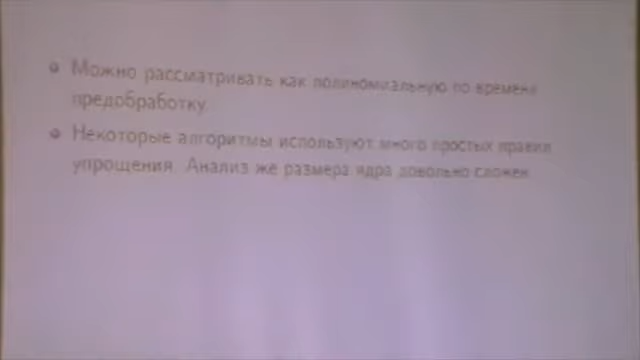 Можно рассматривать как полиномиальную по времени
предобработку
Некоторые алгоритмы используют много простых правил
упрощения. Анализ же размера ядра довольно сложен